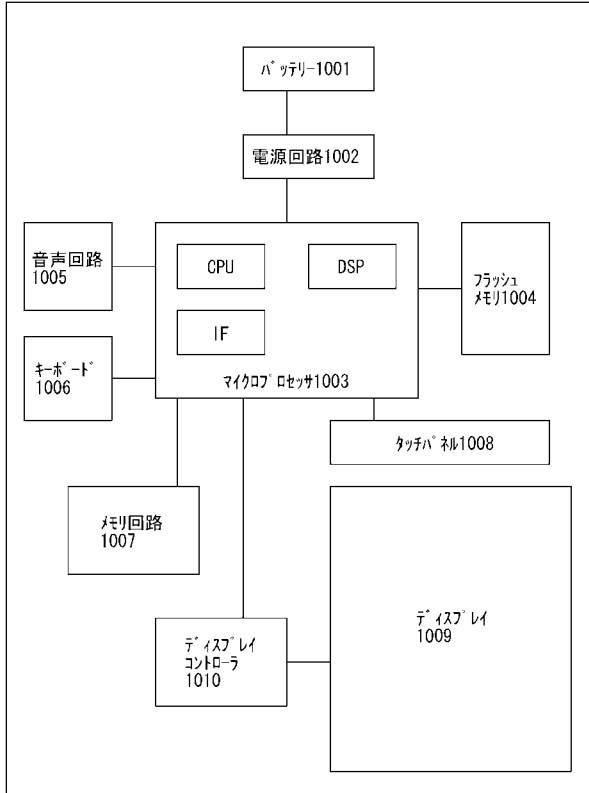 バッテリー1001
電源回路1002
音声回路
1005
CPU
DSP
フラッシュ
メモリ1004
IF
キーボード
1006
マイクロプロセッサ1003
タッチパネル1008
メモリ回路
1007
ディスプレイ
1009
ディスプレイ
コントローラ
1010